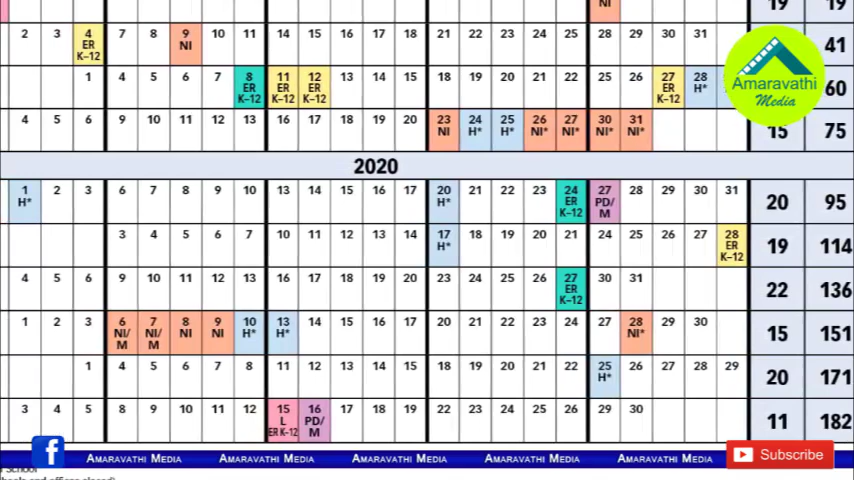 NI 19 19
2 3 4 7 8 9 10 11 14 15 16 17 18 21 22 23 24 25 28 29 30 31 41
ER NI
K–12
1 4 5 6 7 8 11 12 13 14 15 18 19 20 21 22 25 26 27 28 60
ER ER ER ER H*
K–12 K–12 K–12 K–12
4 5 6 9 10 11 12 13 16 17 18 19 20 23 24 25 26 27 30 31 15 75
NI H* H* NI* NI* NI* NI*
2020
1 2 3 6 7 8 9 10 13 14 15 16 17 20 21 22 23 24 27 28 29 30 31 20 95
H* H* ER PD/
K–12 M
3 4 5 6 7 10 11 12 13 14 17 18 19 20 21 24 25 26 27 28 19 114
H* ER
K–12
4 5 6 9 10 11 12 13 16 17 18 19 20 23 24 25 26 27 30 31 22 136
ER
K–12
1 2 3 6 7 8 9 10 13 14 15 16 17 20 21 22 23 24 27 28 29 30 15 151
NI/ NI/ NI NI H* H* NI*
M M
1 4 5 6 7 8 11 12 13 14 15 18 19 20 21 22 25 26 27 28 29 20 171
H*
3 4 5 8 9 10 11 12 15 16 17 18 19 22 23 24 25 26 29 30 11 182
L PD/
ER K–12 M
Amaravathi
Media
f AMARAVATHI MEDIA AMARAVATHI MEDIA AMARAVATHI MEDIA AMARAVATHI MEDIA AMARAVATHI MEDIA Subscribe
School
offices closed)